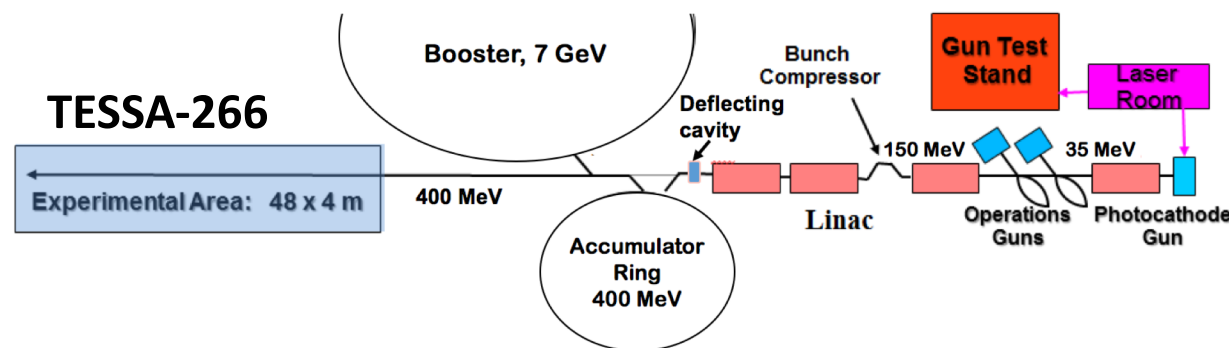 Booster, 7 GeV
TESSA-266
Experimental Area: 48 x 4 m
400 MeV
Accumulator
Ring
400 MeV
Deflecting
cavity
Bunch
Compressor
Linac
150 MeV
Operations
Guns
35 MeV
Photocathode
Gun
Gun Test
Stand
Laser
Room